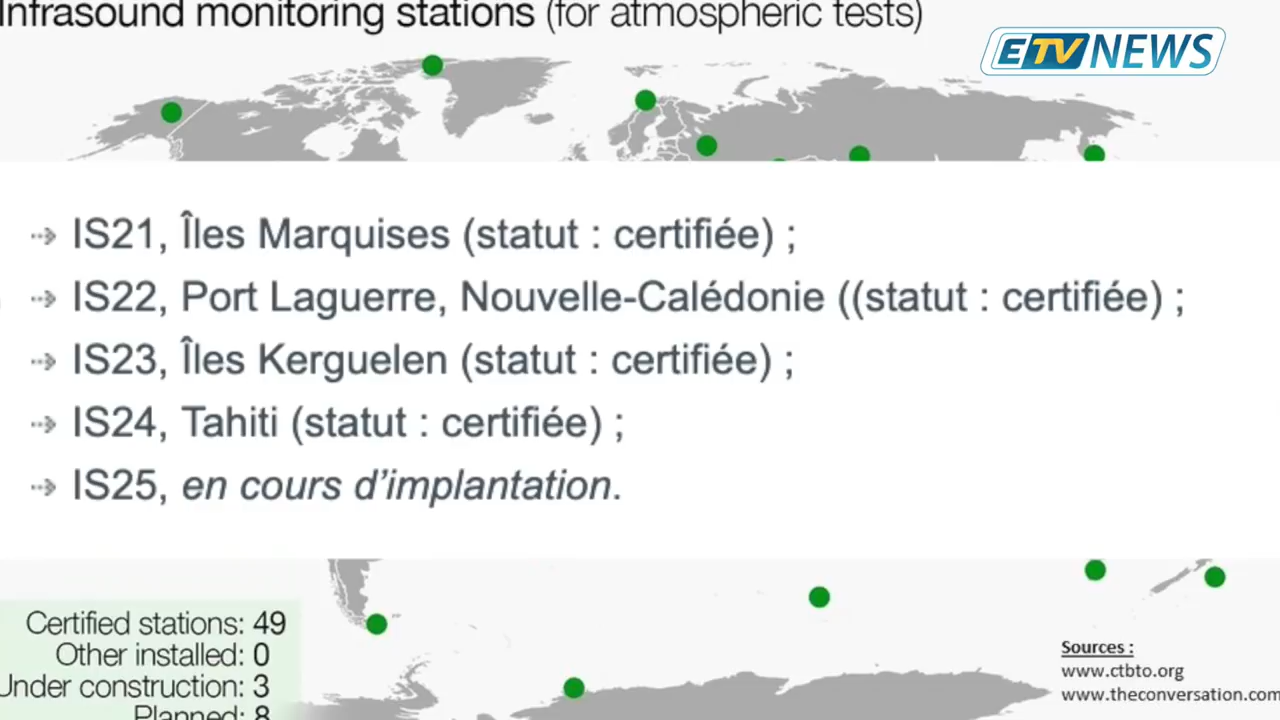 Infrasound monitoring stations (for atmospheric tests)
ETV NEWS
IS21, Îles Marquises (statut : certifiée) ;
IS22, Port Laguerre, Nouvelle-Calédonie ((statut : certifiée) ;
IS23, Îles Kerguelen (statut : certifiée) ;
IS24, Tahiti (statut : certifiée) ;
IS25, en cours d’implantation.
Certified stations: 49
Other installed: 0
Under construction: 3
Planned: 8
Sources :
www.ctbto.org
www.theconversation.com